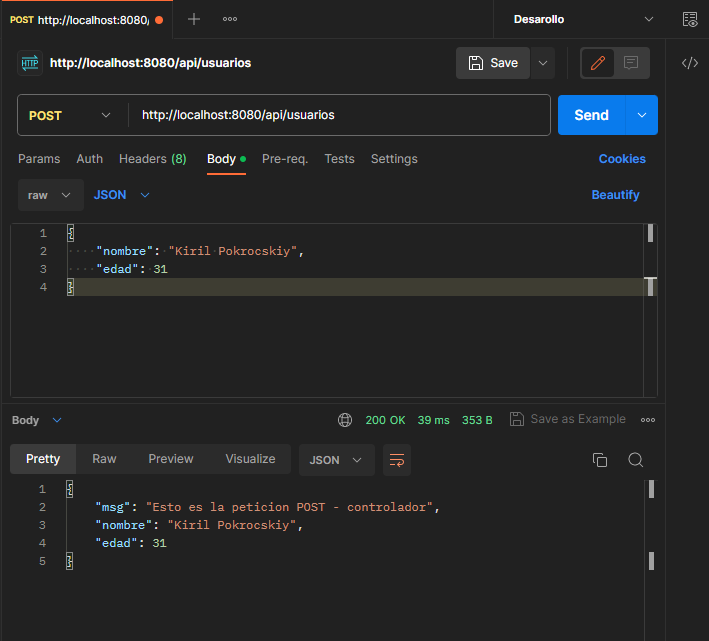 POST http://localhost:8080/
Desarollo
HTTP http://localhost:8080/api/usuarios
Save
POST http://localhost:8080/api/usuarios Send
Params Auth Headers (8) Body Pre-req. Tests Settings Cookies
raw JSON Beautify
1 {
2 "nombre": "Kiril Pokrocskiy",
3 "edad": 31
4 }
Body 200 OK 39 ms 353 B Save as Example
Pretty Raw Preview Visualize JSON
1 {
2 "msg": "Esto es la peticion POST - controlador",
3 "nombre": "Kiril Pokrocskiy",
4 "edad": 31
5 }